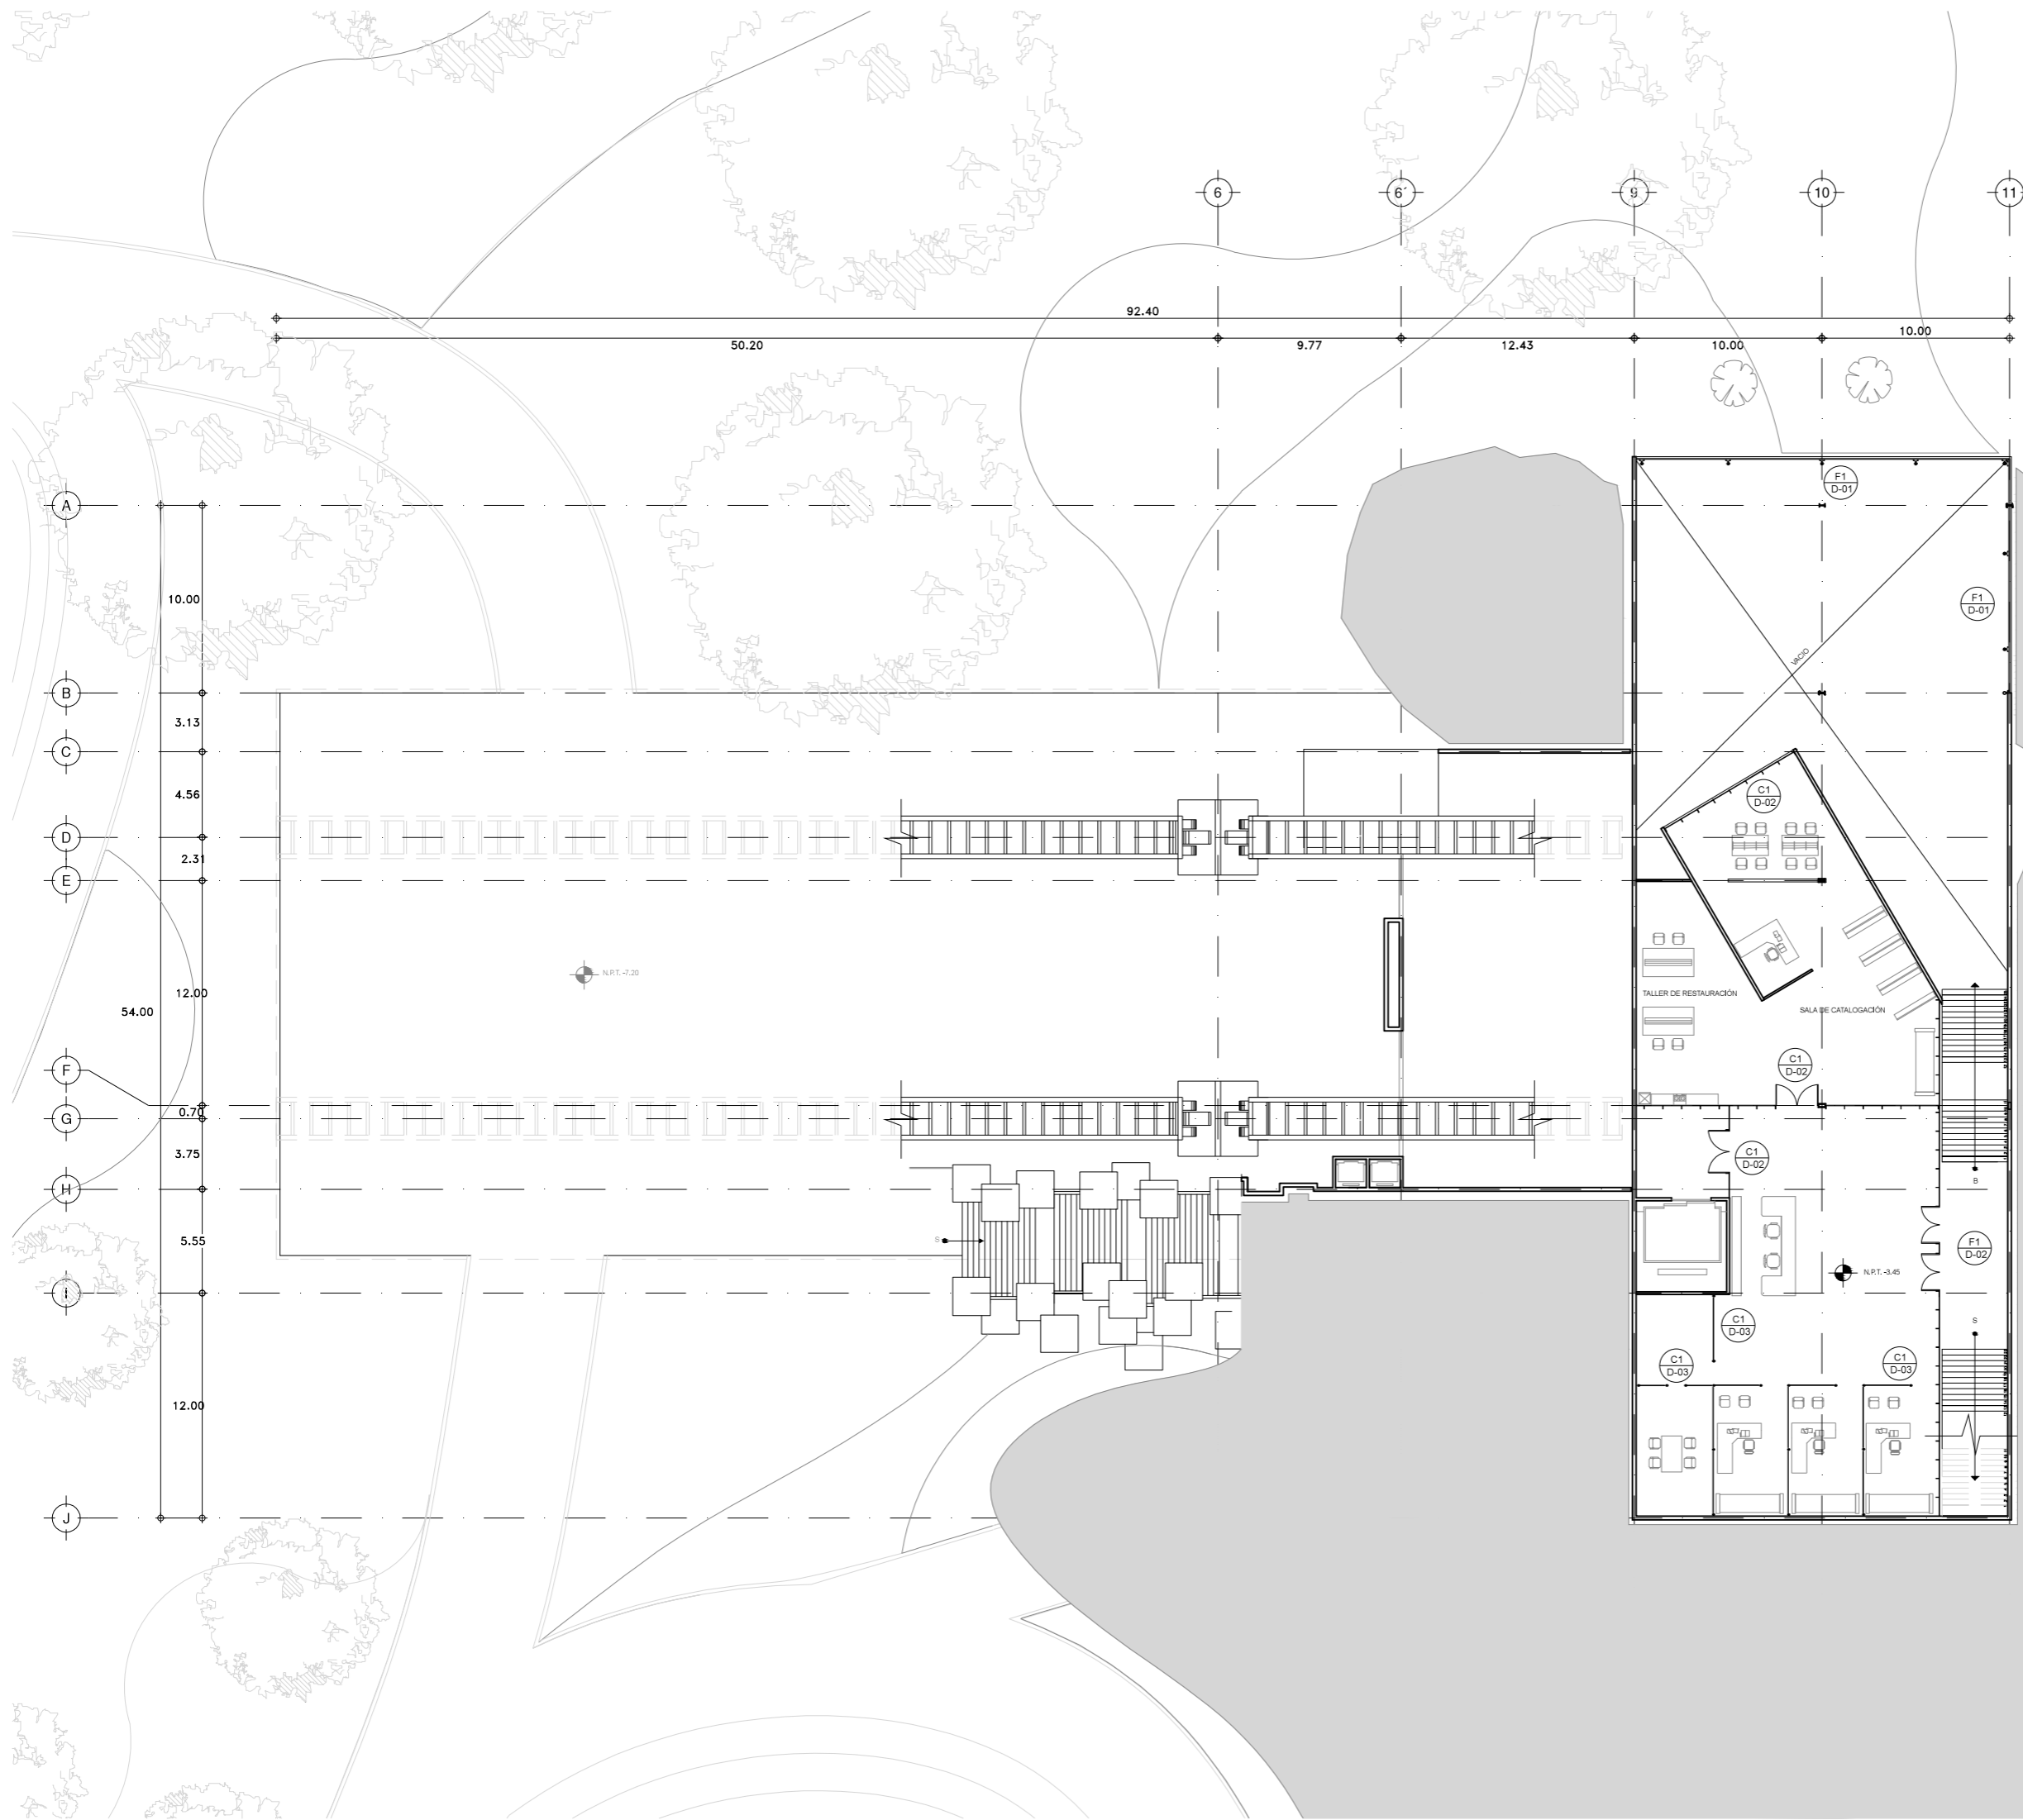 6 6´ 9 10 11
92.40
50.20 9.77 12.43 10.00 10.00
A
F1
D-01
10.00
F1
D-01
VACIO
B
3.13
C
4.56
C1
D-02
D
2.31
E
N.P.T. -7.20
12.00
TALLER DE RESTAURACIÓN
54.00
SALA DE CATALOGACIÓN
F
C1
D-02
0.70
G
3.75
C1
D-02
H
B
5.55
S
F1
D-02
N.P.T. -3.45
I
C1
D-03
S
C1
D-03
C1
D-03
12.00
J